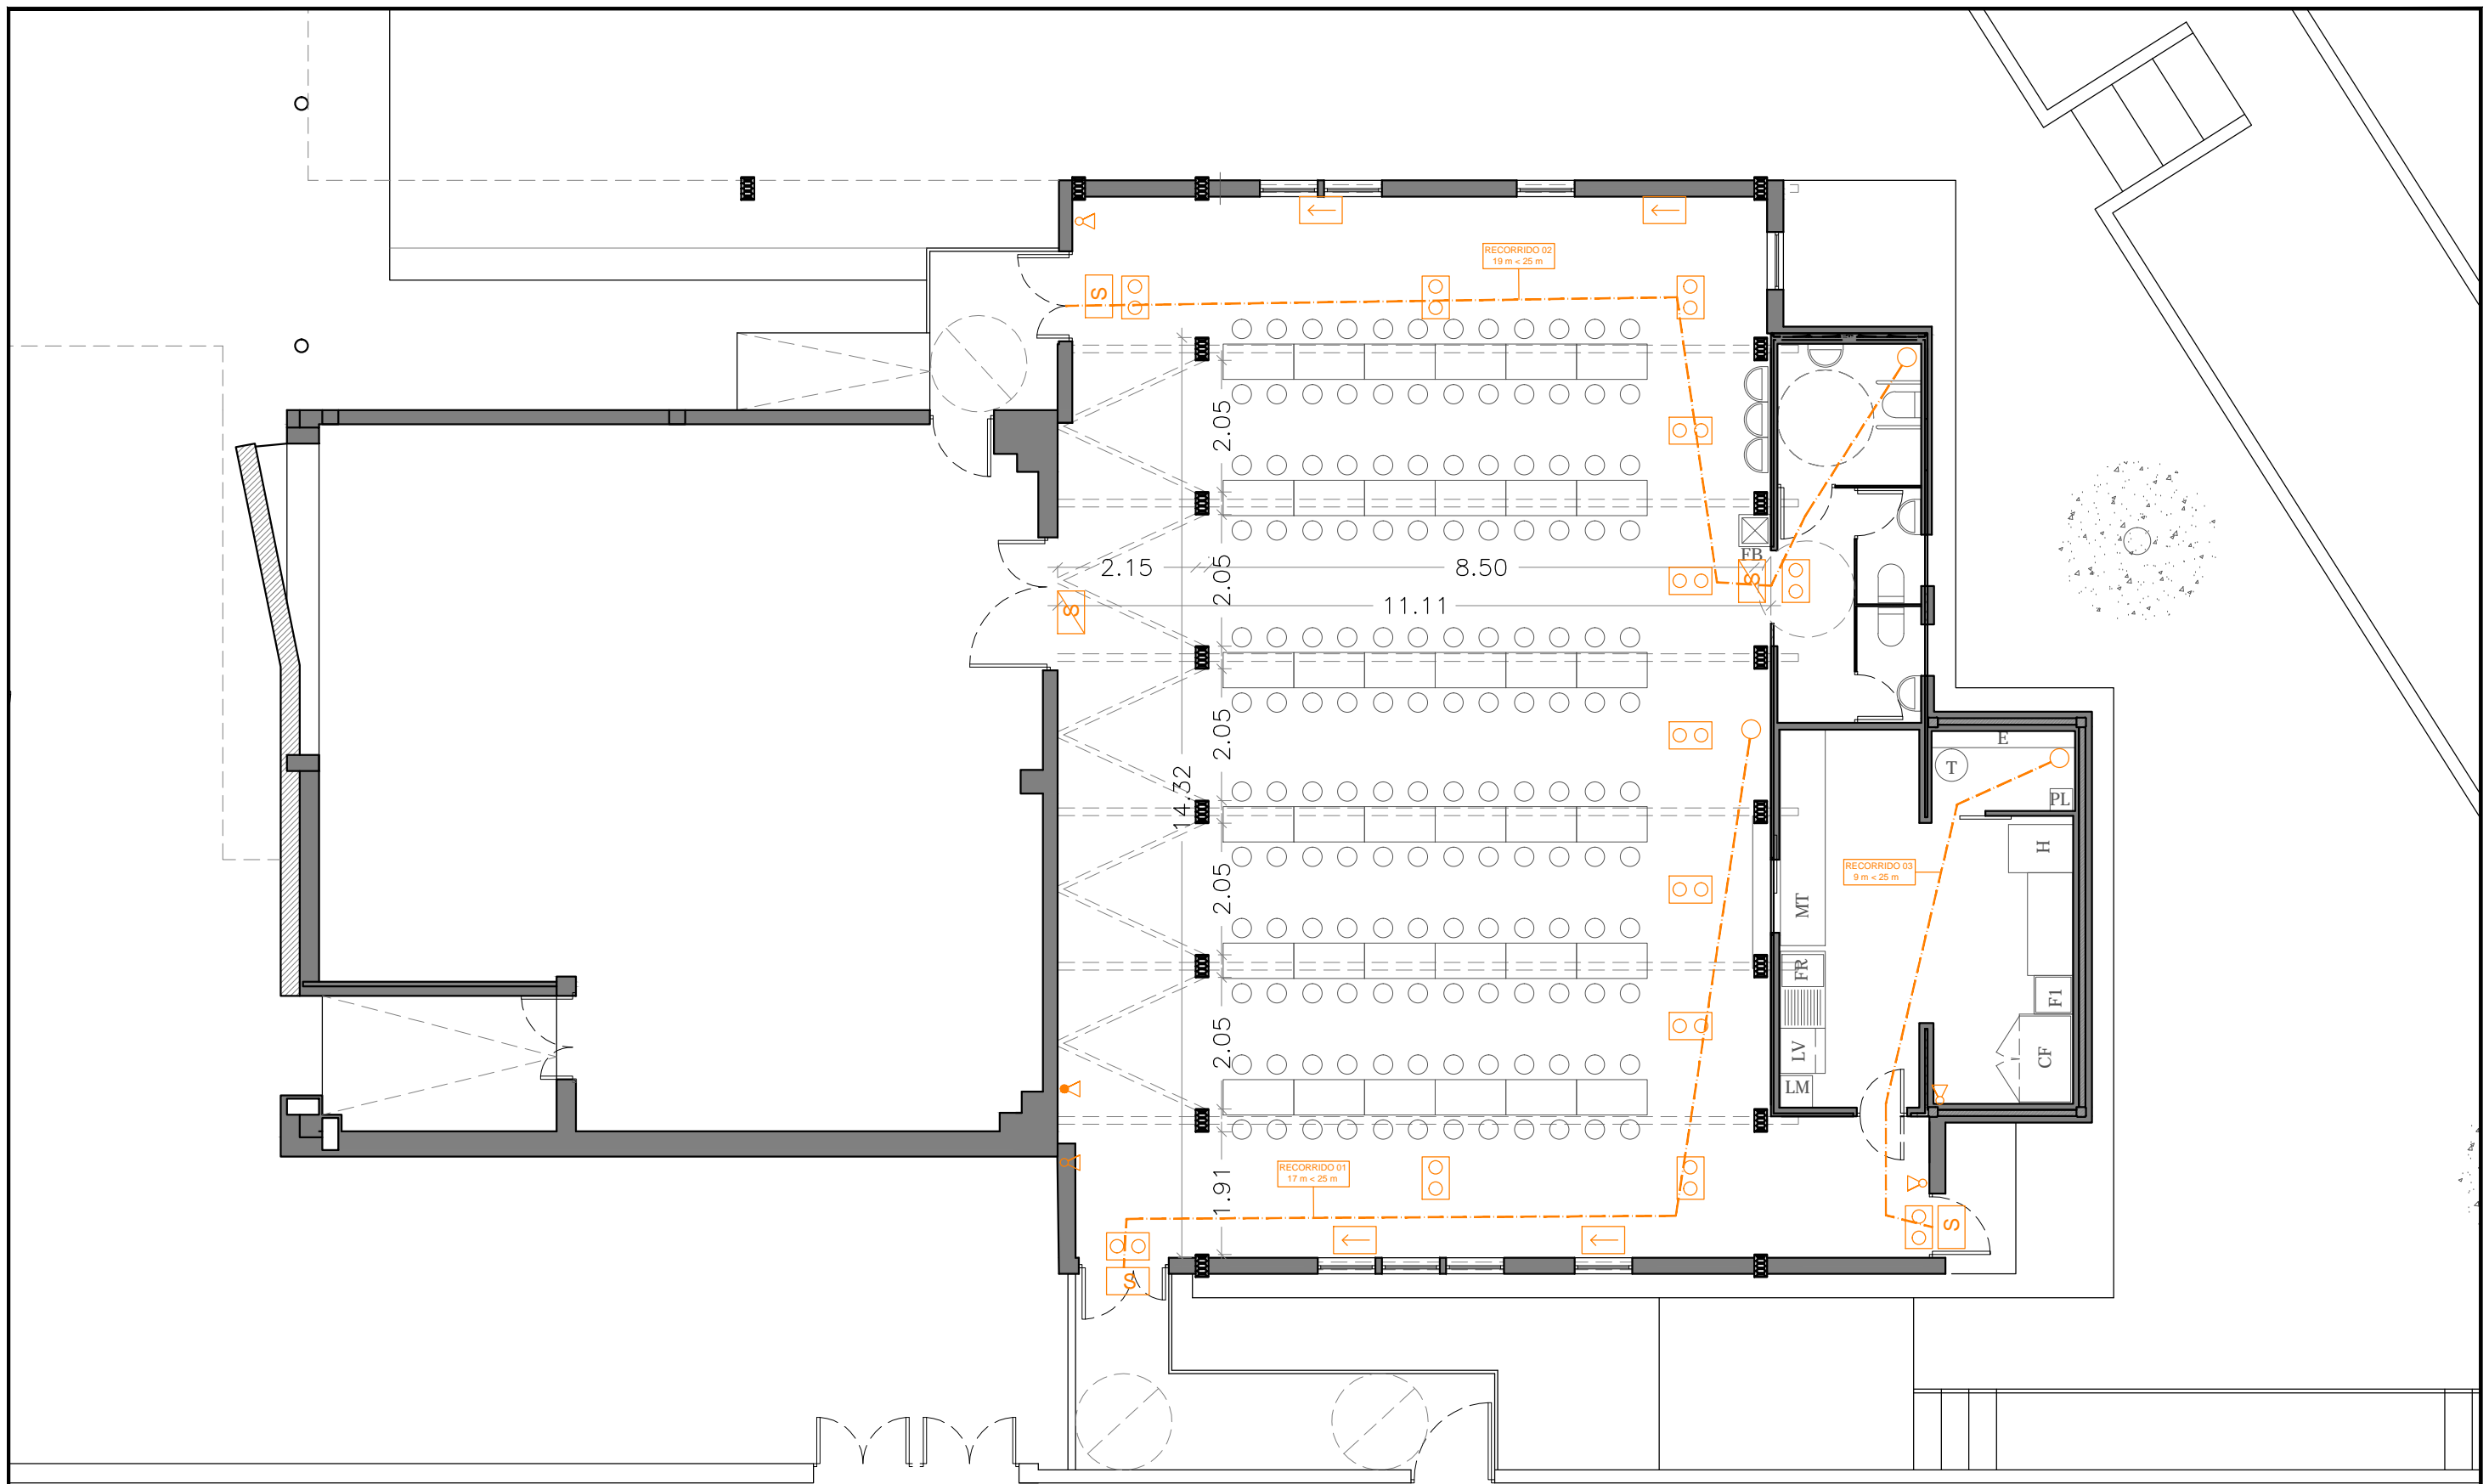 RECORRIDO 02
19 m < 25 m
S
2.05
FB
2.15
2.05
8.50
S
S
11.11
2.05
E
T
14.32
PL
H
2.05
RECORRIDO 03
9 m < 25 m
MT
FR
F1
2.05
LV
CF
LM
RECORRIDO 01
17 m < 25 m
1.91
S
S